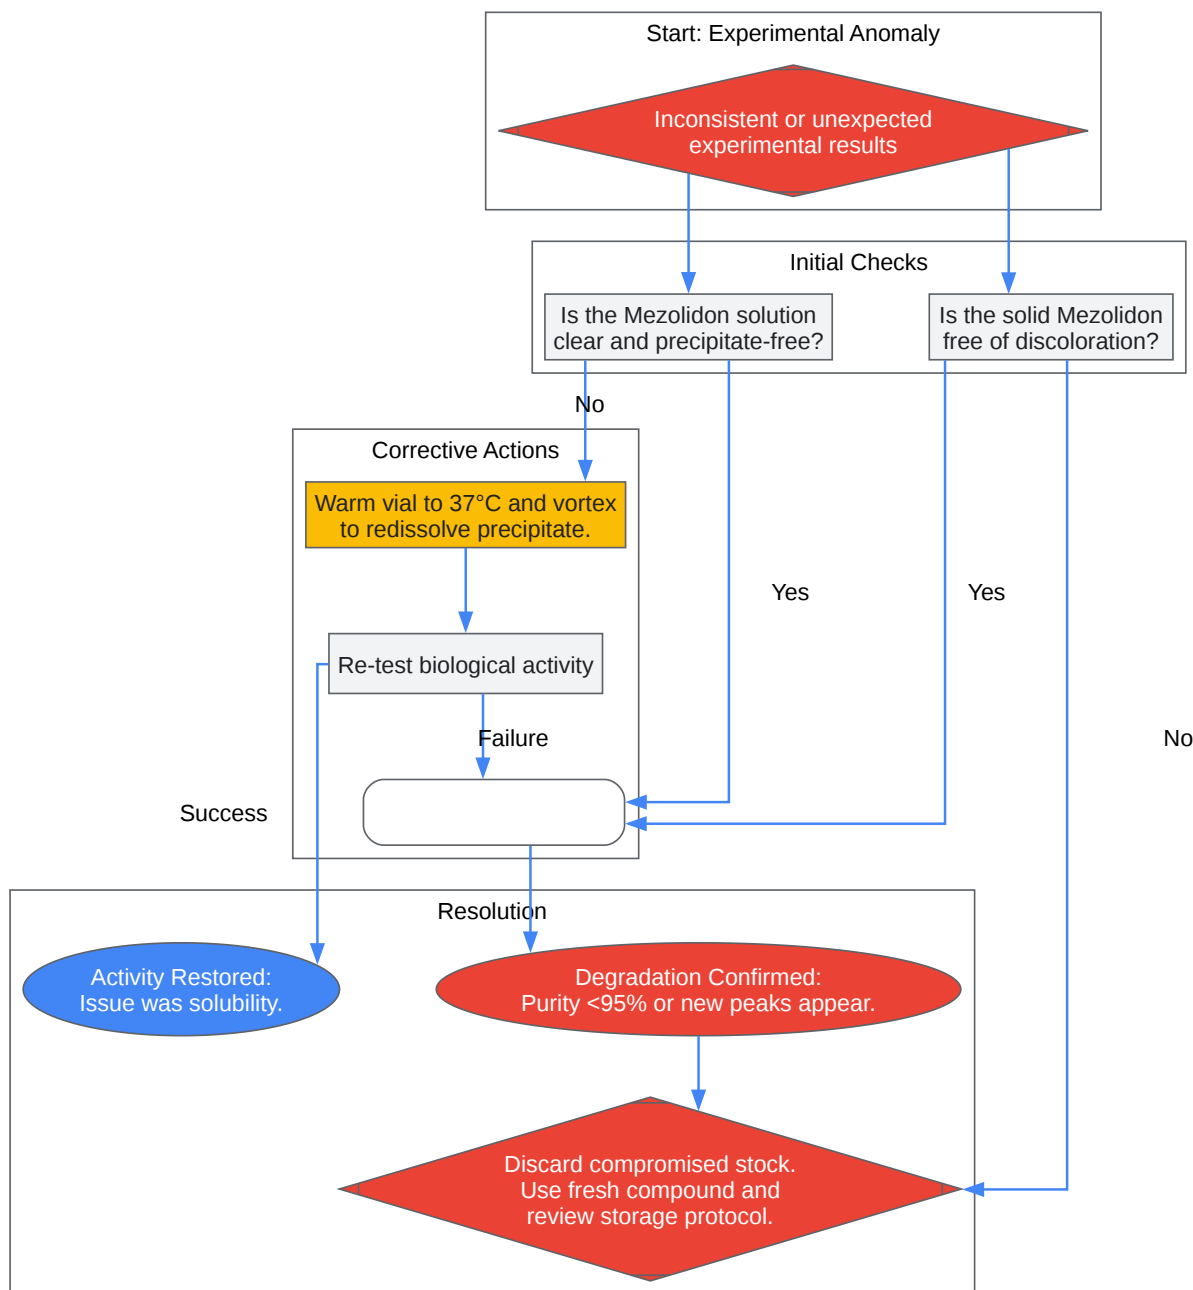 Start: Experimental Anomaly
Inconsistent or unexpected
experimental results
Initial Checks
Is the Mezolidon solution
clear and precipitate-free?
Is the solid Mezolidon
free of discoloration?
No
Corrective Actions
Warm vial to 37°C and vortex
to redissolve precipitate.
Yes
Yes
Re-test biological activity
Failure
No
Success
Resolution
Activity Restored:
Issue was solubility.
Degradation Confirmed:
Purity <95% or new peaks appear.
Discard compromised stock.
Use fresh compound and
review storage protocol.